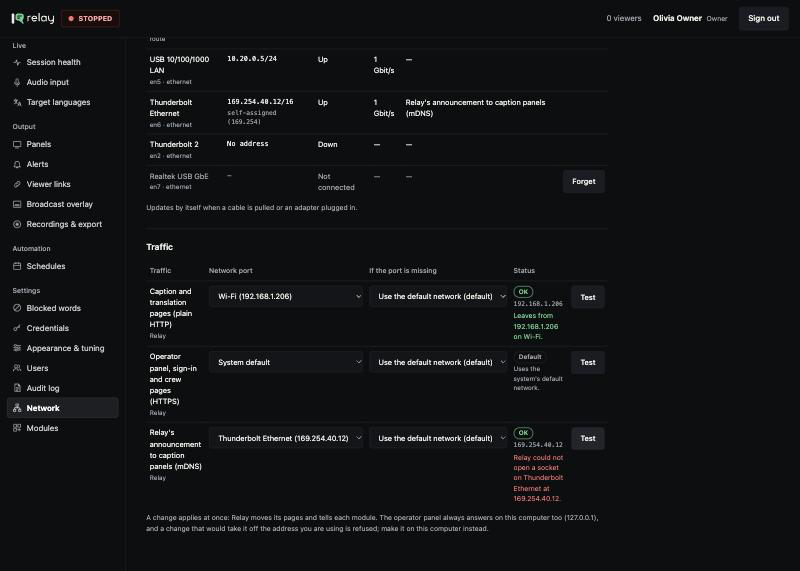 relay
STOPPED
0 viewers
Olivia Owner Owner
Sign out
Live
Session health
Audio input
Target languages
Output
Panels
Alerts
Viewer links
Broadcast overlay
Recordings & export
Automation
Schedules
Settings
Blocked words
Credentials
Appearance & tuning
Users
Audit log
Network
Modules
route
USB 10/100/1000
LAN
en5 · ethernet
10.20.0.5/24
Up
1
Gbit/s
—
Thunderbolt
Ethernet
en6 · ethernet
169.254.40.12/16
self-assigned
(169.254)
Up
1
Gbit/s
Relay's announcement to caption panels
(mDNS)
Thunderbolt 2
en2 · ethernet
No address
Down
—
—
Realtek USB GbE
en7 · ethernet
—
Not
connected
—
—
Forget
Updates by itself when a cable is pulled or an adapter plugged in.
Traffic
Traffic
Network port
If the port is missing
Status
Caption and
translation
pages (plain
HTTP)
Relay
Wi-Fi (192.168.1.206)
Use the default network (default)
OK
192.168.1.206
Leaves from
192.168.1.206
on Wi-Fi.
Test
Operator
panel, sign-in
and crew
pages
(HTTPS)
Relay
System default
Use the default network (default)
Default
Uses the
system's default
network.
Test
Relay's
announcement
to caption
panels (mDNS)
Relay
Thunderbolt Ethernet (169.254.40.12)
Use the default network (default)
OK
169.254.40.12
Relay could not
open a socket
on Thunderbolt
Ethernet at
169.254.40.12.
Test
A change applies at once: Relay moves its pages and tells each module. The operator panel always answers on this computer too (127.0.0.1),
and a change that would take it off the address you are using is refused; make it on this computer instead.